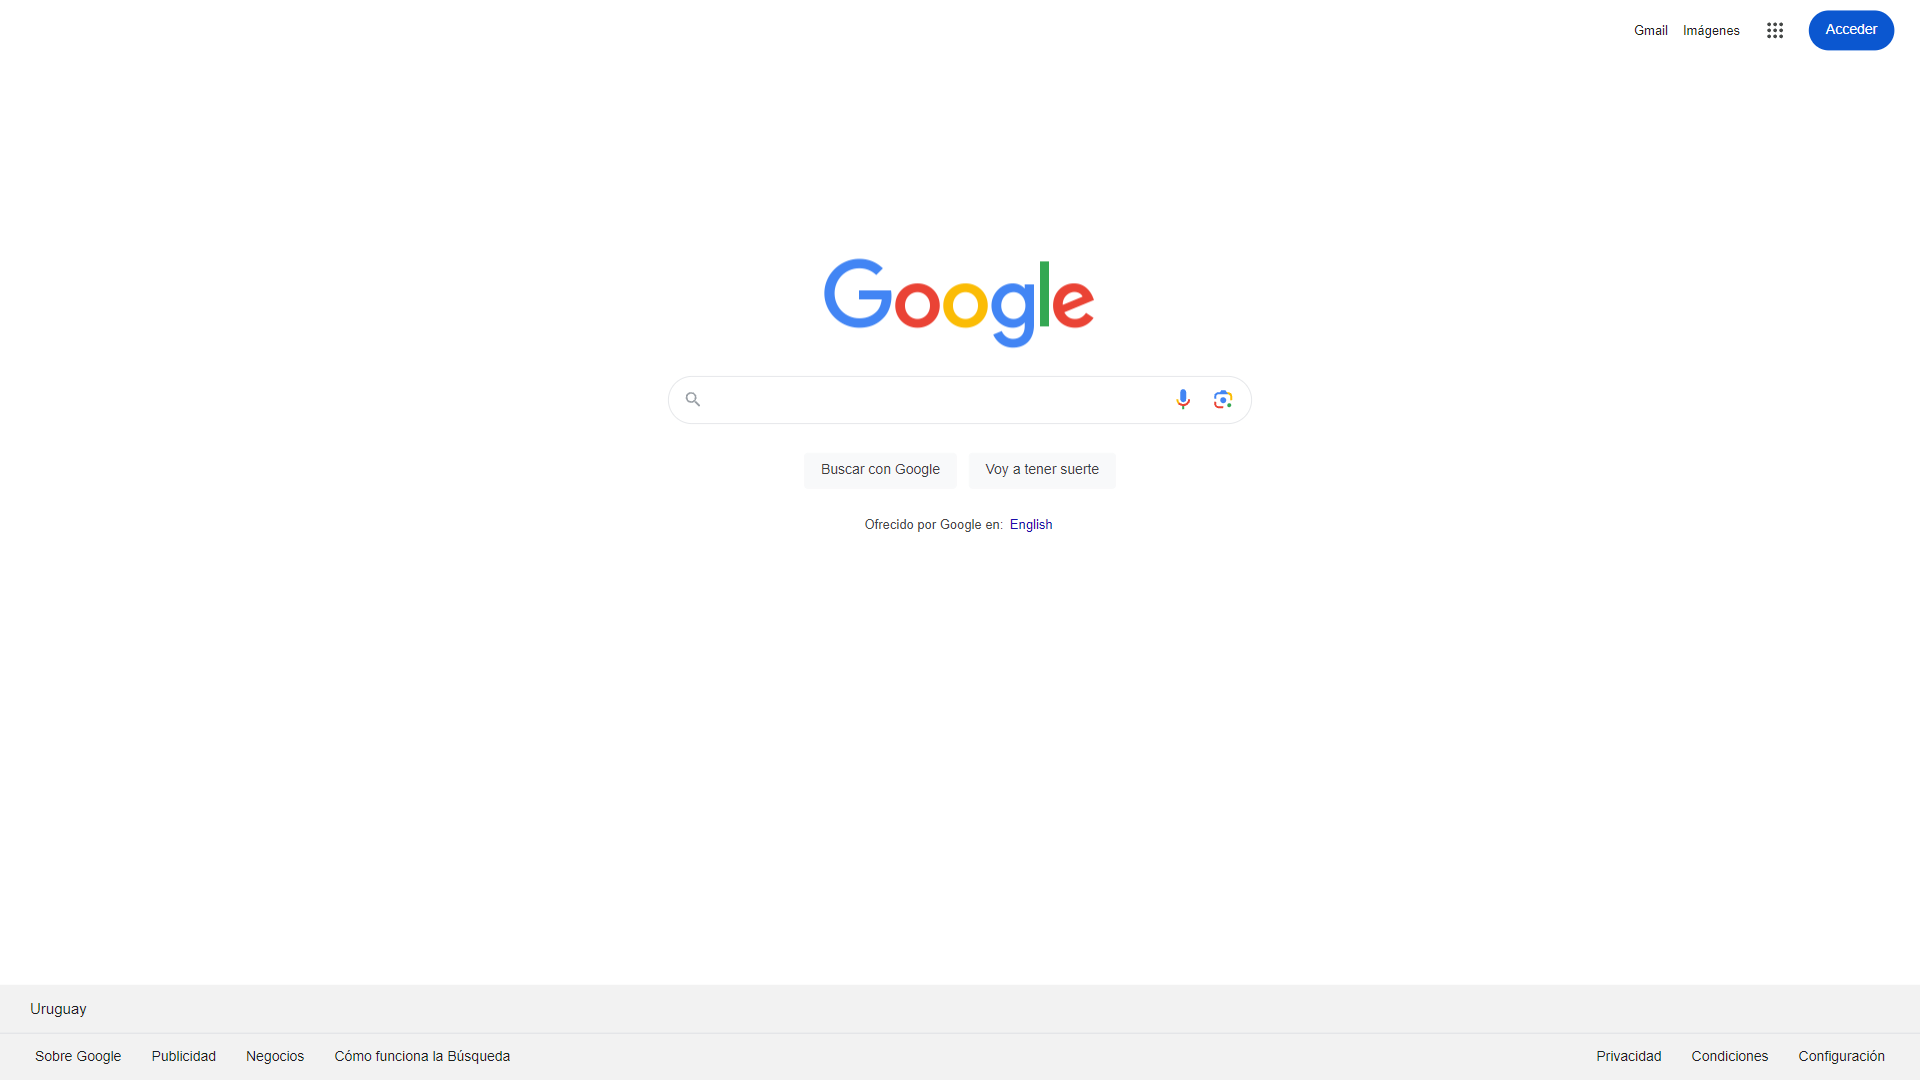 Gmail Imágenes Acceder
Google
Buscar con Google Voy a tener suerte
Ofrecido por Google en: English
Uruguay
Sobre Google Publicidad Negocios Cómo funciona la Búsqueda Privacidad Condiciones Configuración